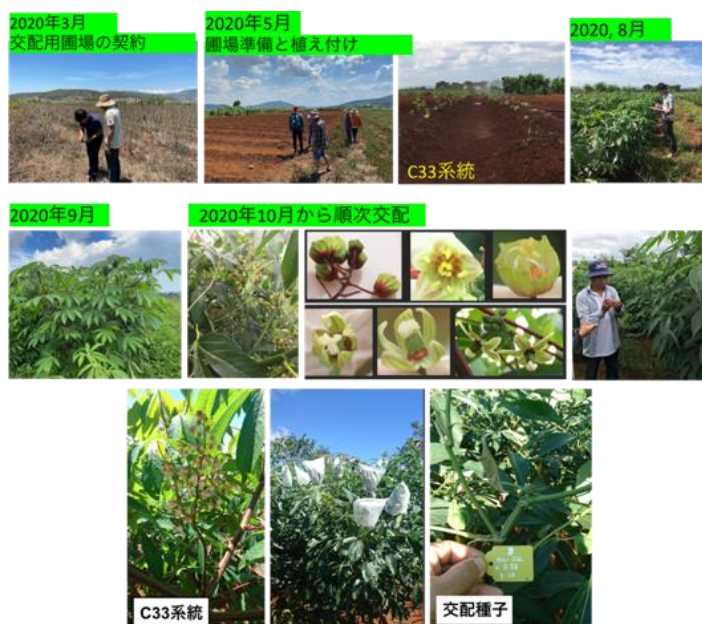 2020年3月
交配用圃場の契約
2020年5月
圃場準備と植え付け
2020, 8月
C33系統
2020年9月
2020年10月から順次交配
C33系統
交配種子